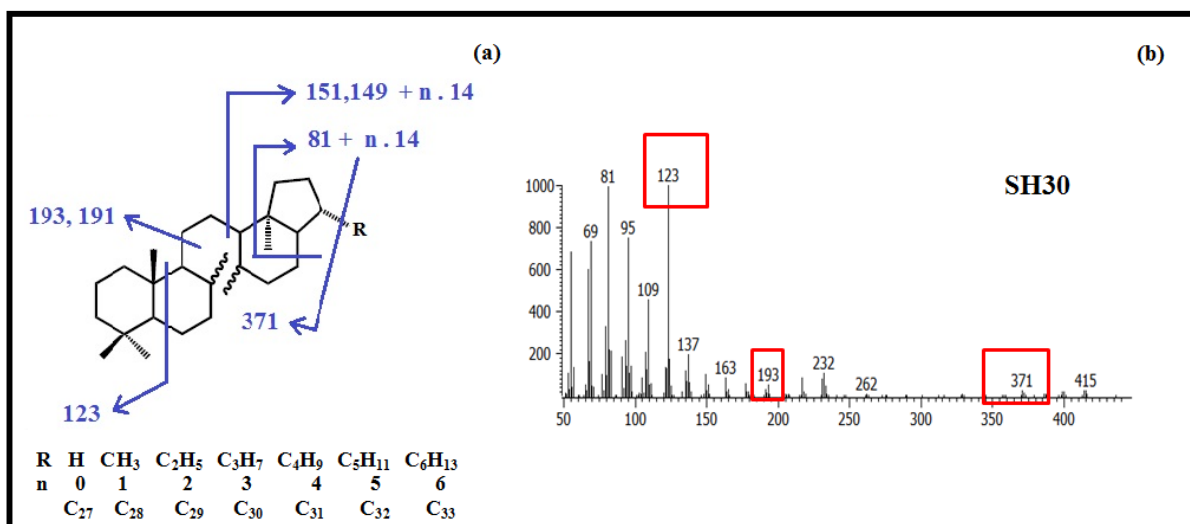 (a)
151,149 + n . 14
81 + n . 14
193, 191
R
371
123
R H CH₃ C₂H₅ C₃H₇ C₄H₉ C₅H₁₁ C₆H₁₃
n 0 1 2 3 4 5 6
C₂₇ C₂₈ C₂₉ C₃₀ C₃₁ C₃₂ C₃₃
(b)
SH30
1000
800
600
400
200
81
123
69
95
109
137
163
193
232
262
371
415
50 100 150 200 250 300 350 400